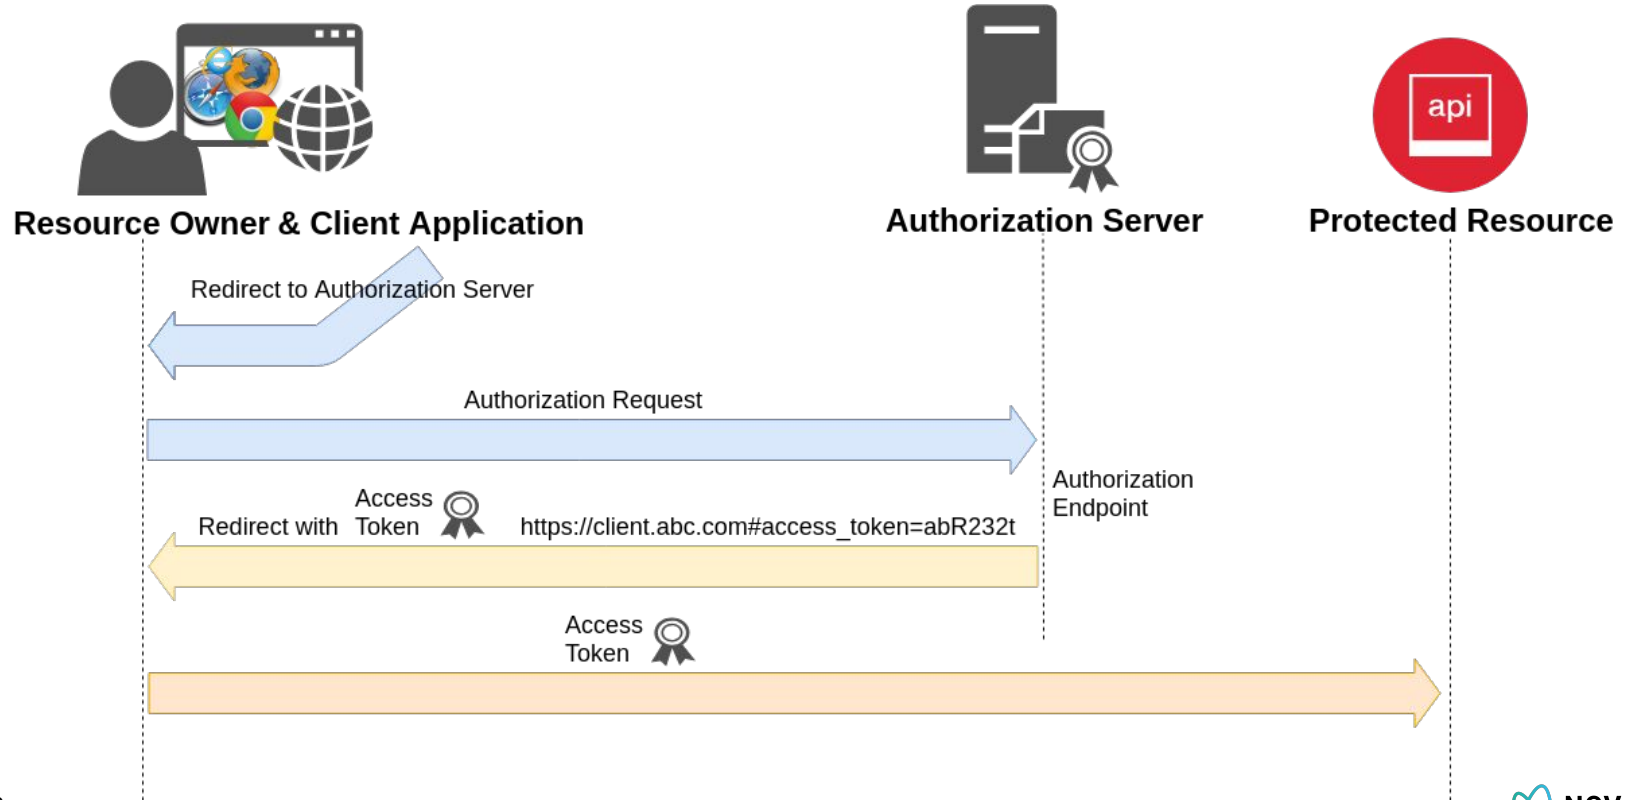 api
Resource Owner & Client Application
Authorization Server
Protected Resource
Redirect to Authorization Server
Authorization Request
Authorization
Endpoint
Access
Redirect with Token https://client.abc.com#access_token=abR232t
Access
Token